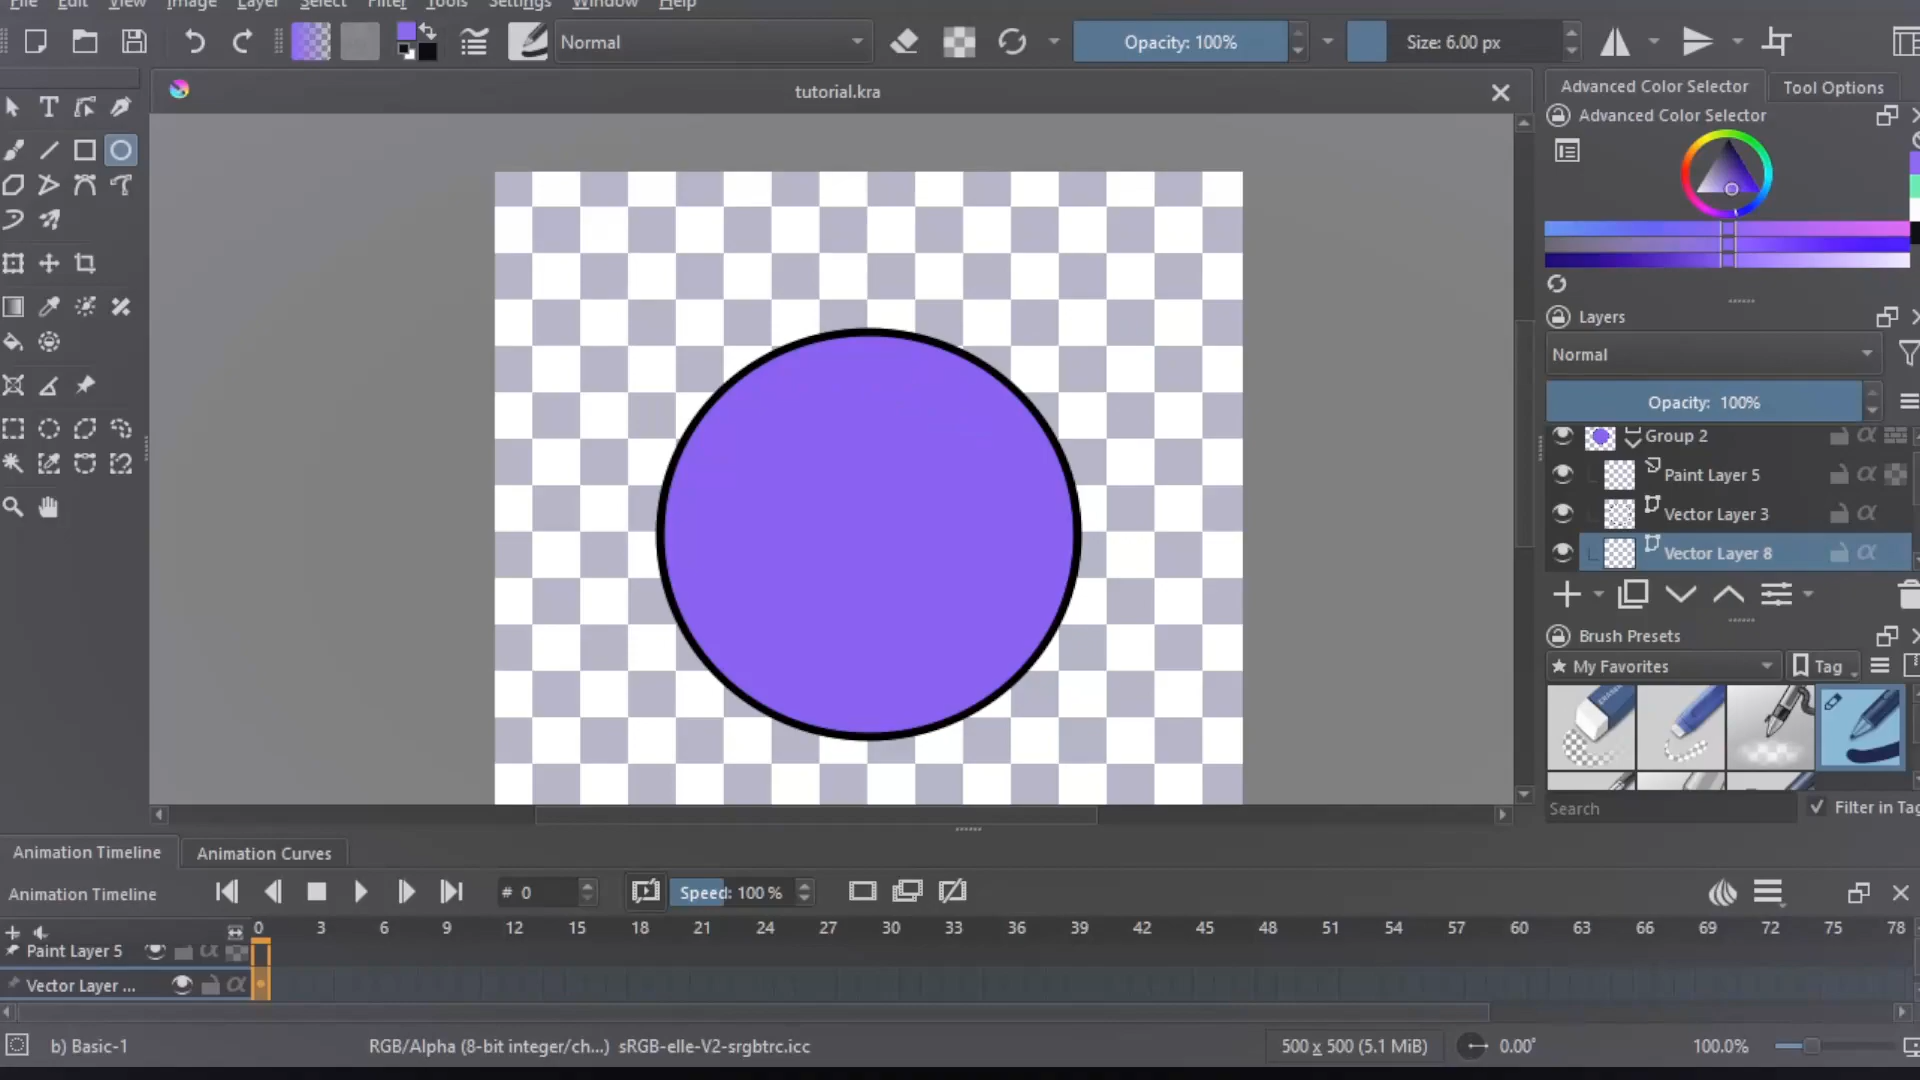 File Edit View Image Layer Select Filter Tools Settings Window Help
Normal
Opacity: 100%
Size: 6.00 px
tutorial.kra
Advanced Color Selector
Tool Options
Advanced Color Selector
Layers
Normal
Opacity: 100%
Group 2
Paint Layer 5
Vector Layer 3
Vector Layer 8
Brush Presets
My Favorites
Tag
Search
Filter in Tag
Animation Timeline
Animation Curves
Animation Timeline
# 0
Speed: 100 %
0 3 6 9 12 15 18 21 24 27 30 33 36 39 42 45 48 51 54 57 60 63 66 69 72 75 78
Paint Layer 5
Vector Layer ...
b) Basic-1
RGB/Alpha (8-bit integer/ch...) sRGB-elle-V2-srgbtrc.icc
500 x 500 (5.1 MiB)
0.00°
100.0%